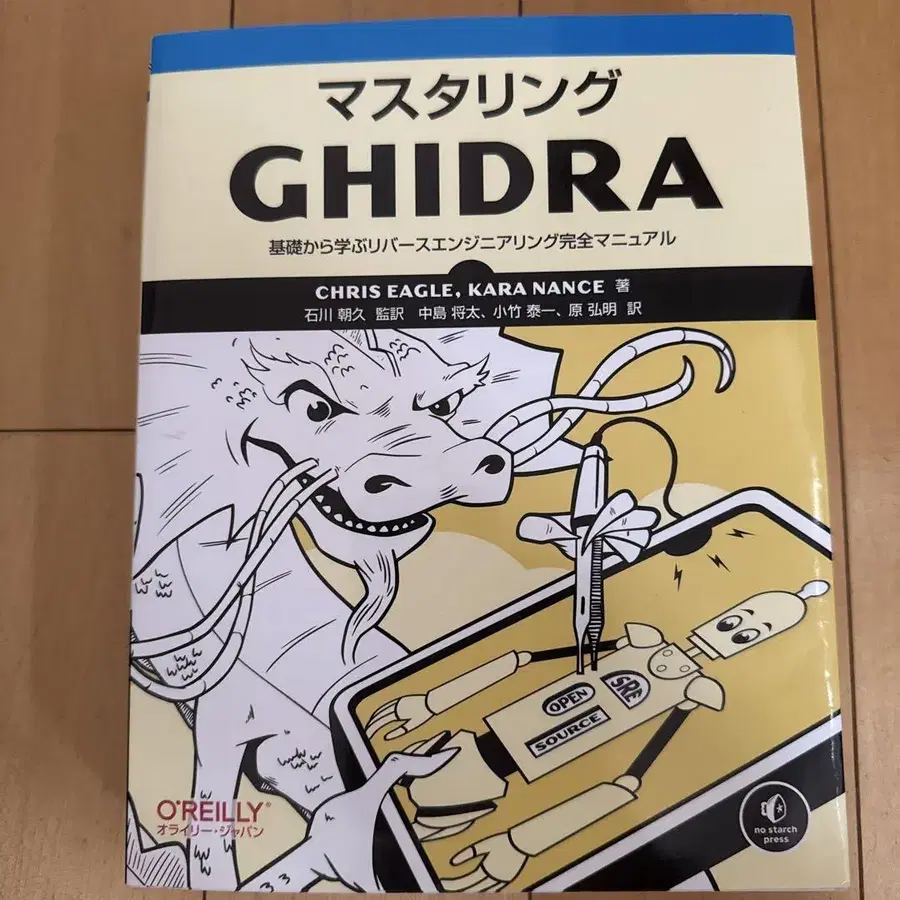 マスタリング
GHIDRA
基礎から学ぶリバースエンジニアリング完全マニュアル
CHRIS EAGLE, KARA NANCE 著
石川 朝久 監訳 中島 将太、小竹 泰一、原 弘明 訳
OPEN
SRE
SOURCE
O'REILLY®
オライリー・ジャパン
no starch
press